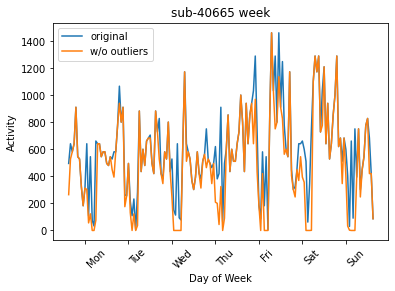 sub-40665 week
original
w/o outliers
Activity
1400
1200
1000
800
600
400
200
0
Mon
Tue
Wed
Thu
Fri
Sat
Sun
Day of Week